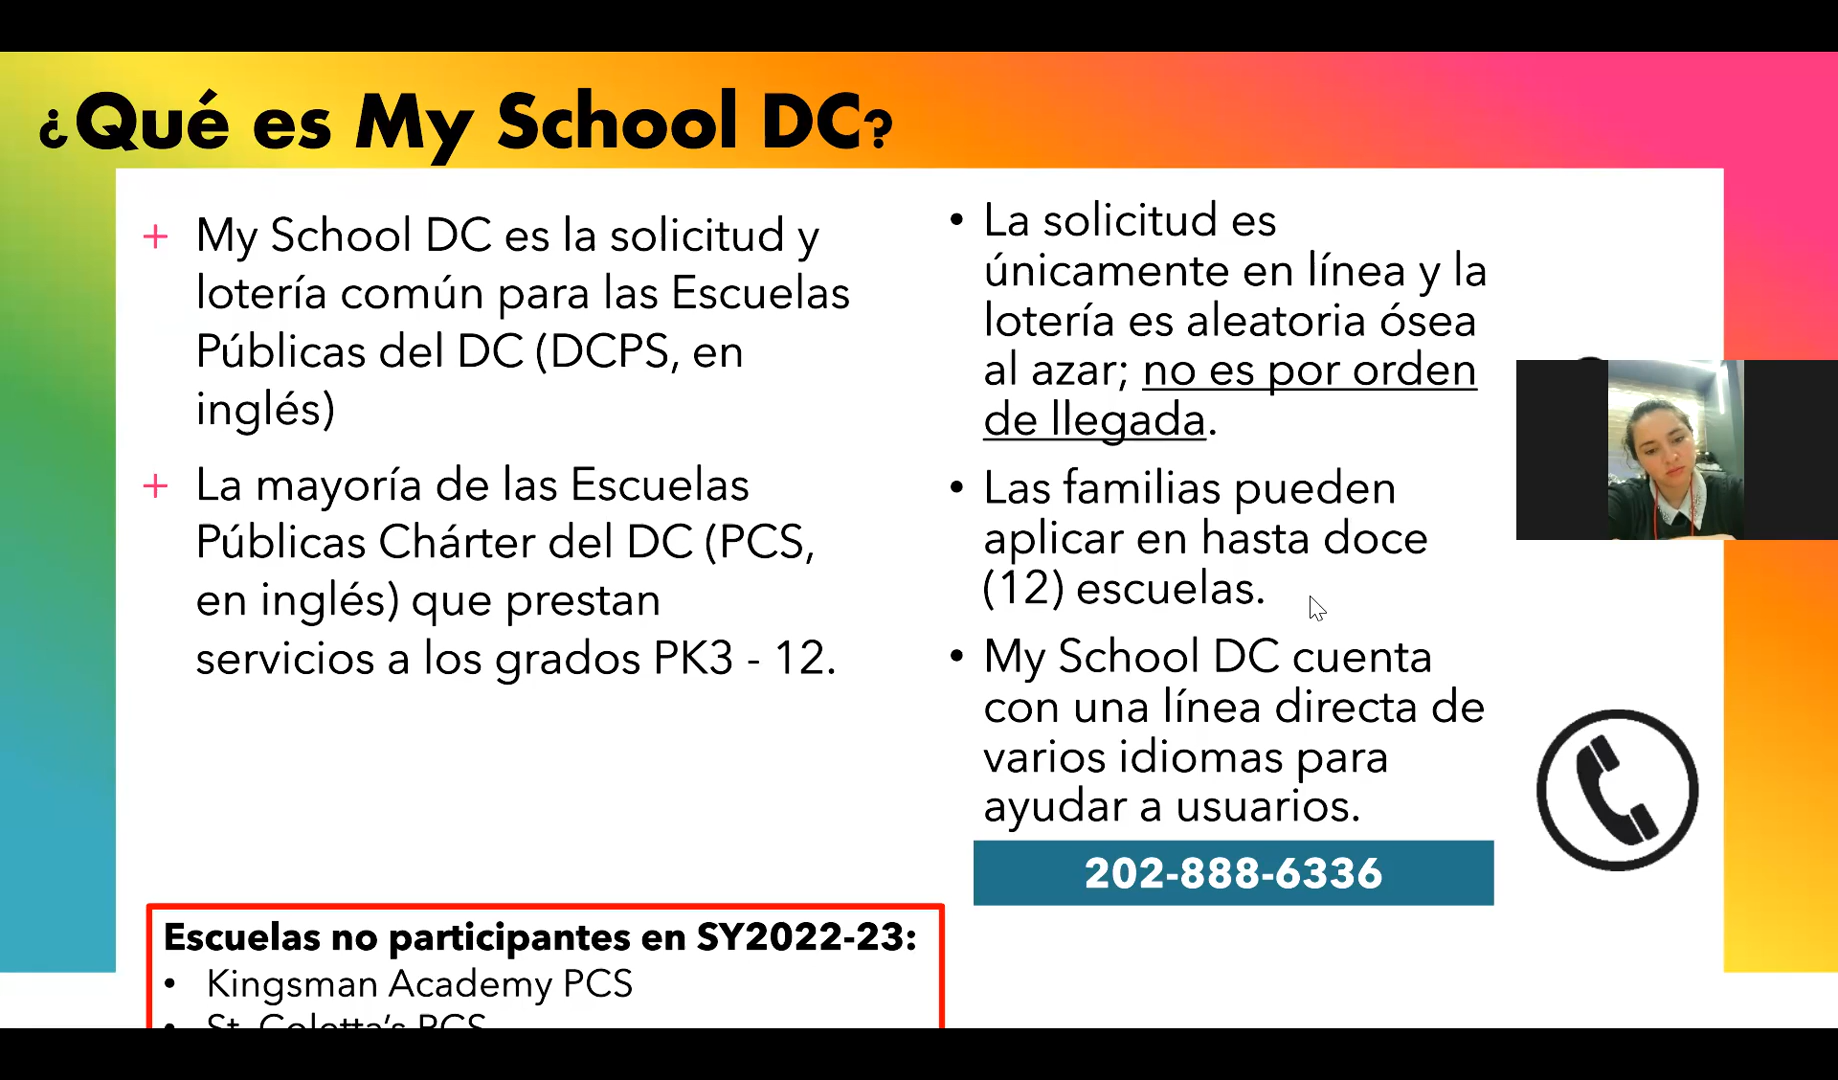 ¿Qué es My School DC?
+ My School DC es la solicitud y
lotería común para las Escuelas
Públicas del DC (DCPS, en
inglés)
+ La mayoría de las Escuelas
Públicas Chárter del DC (PCS,
en inglés) que prestan
servicios a los grados PK3 - 12.
Escuelas no participantes en SY2022-23:
• Kingsman Academy PCS
• St. Coletta's PCS
• La solicitud es
únicamente en línea y la
lotería es aleatoria ósea
al azar; no es por orden
de llegada.
• Las familias pueden
aplicar en hasta doce
(12) escuelas.
• My School DC cuenta
con una línea directa de
varios idiomas para
ayudar a usuarios.
202-888-6336